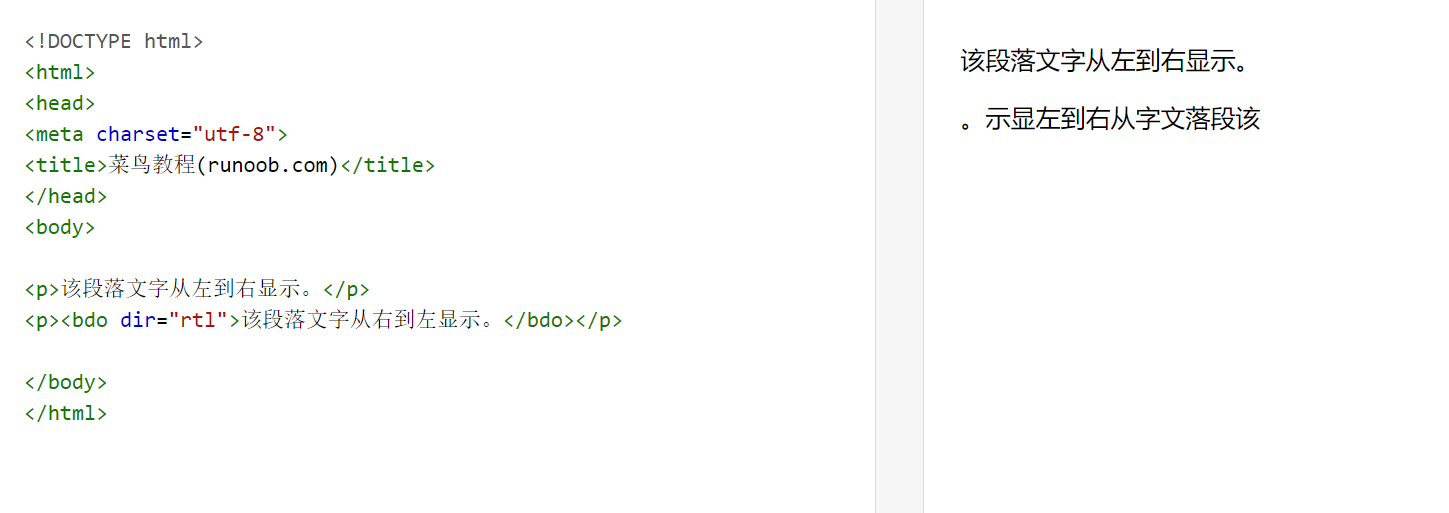 <!DOCTYPE html>
<html>
<head>
<meta charset="utf-8">
<title>菜鸟教程(runoob.com)</title>
</head>
<body>
<p>该段落文字从左到右显示。</p>
<p><bdo dir="rtl">该段落文字从右到左显示。</bdo></p>
</body>
</html>
该段落文字从左到右显示。
。示显左到右从字文落段该